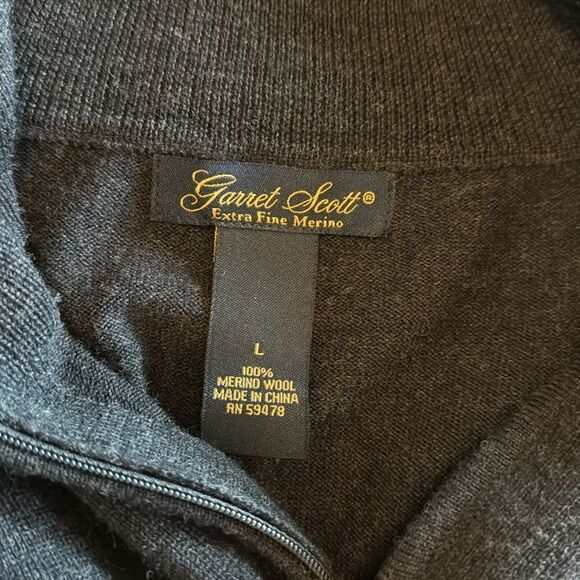 Garret Scott®
Extra Fine Merino
L
100%
MERINO WOOL
MADE IN CHINA
RN 59478